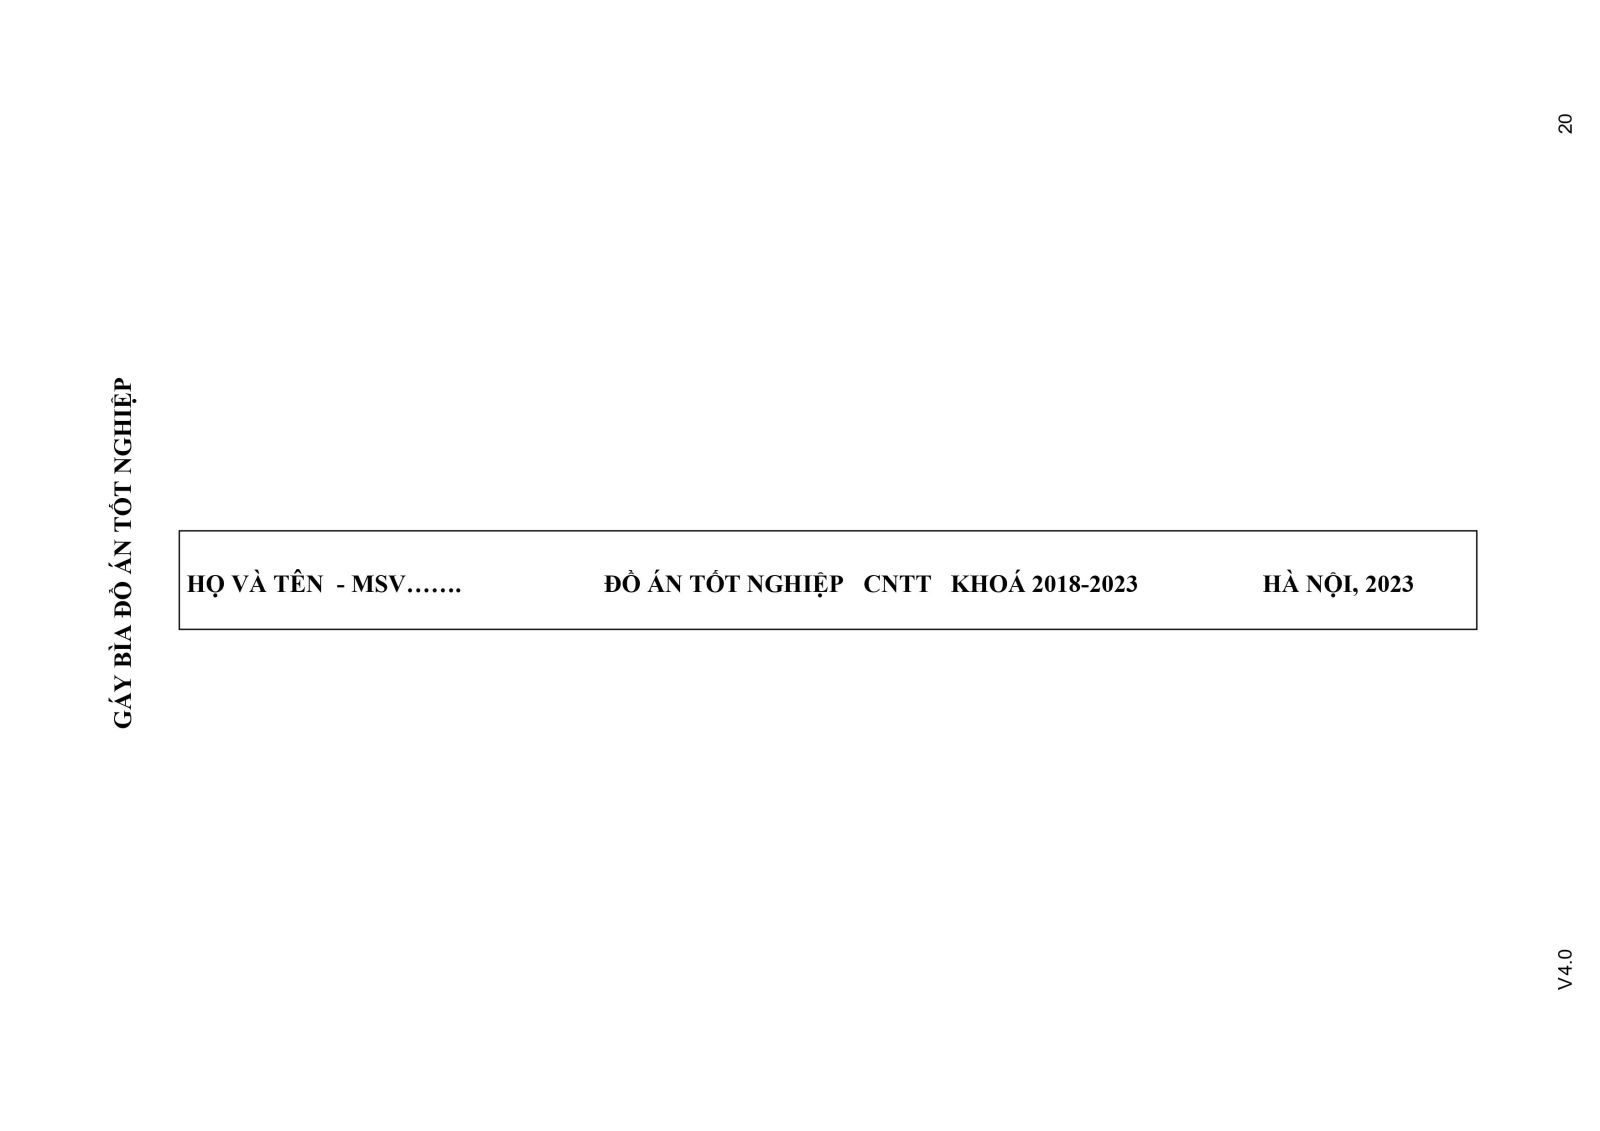 GÁY BÌA ĐỒ ÁN TỐT NGHIỆP
HỌ VÀ TÊN - MSV……. ĐỒ ÁN TỐT NGHIỆP CNTT KHOÁ 2018-2023 HÀ NỘI, 2023
V4.0
20